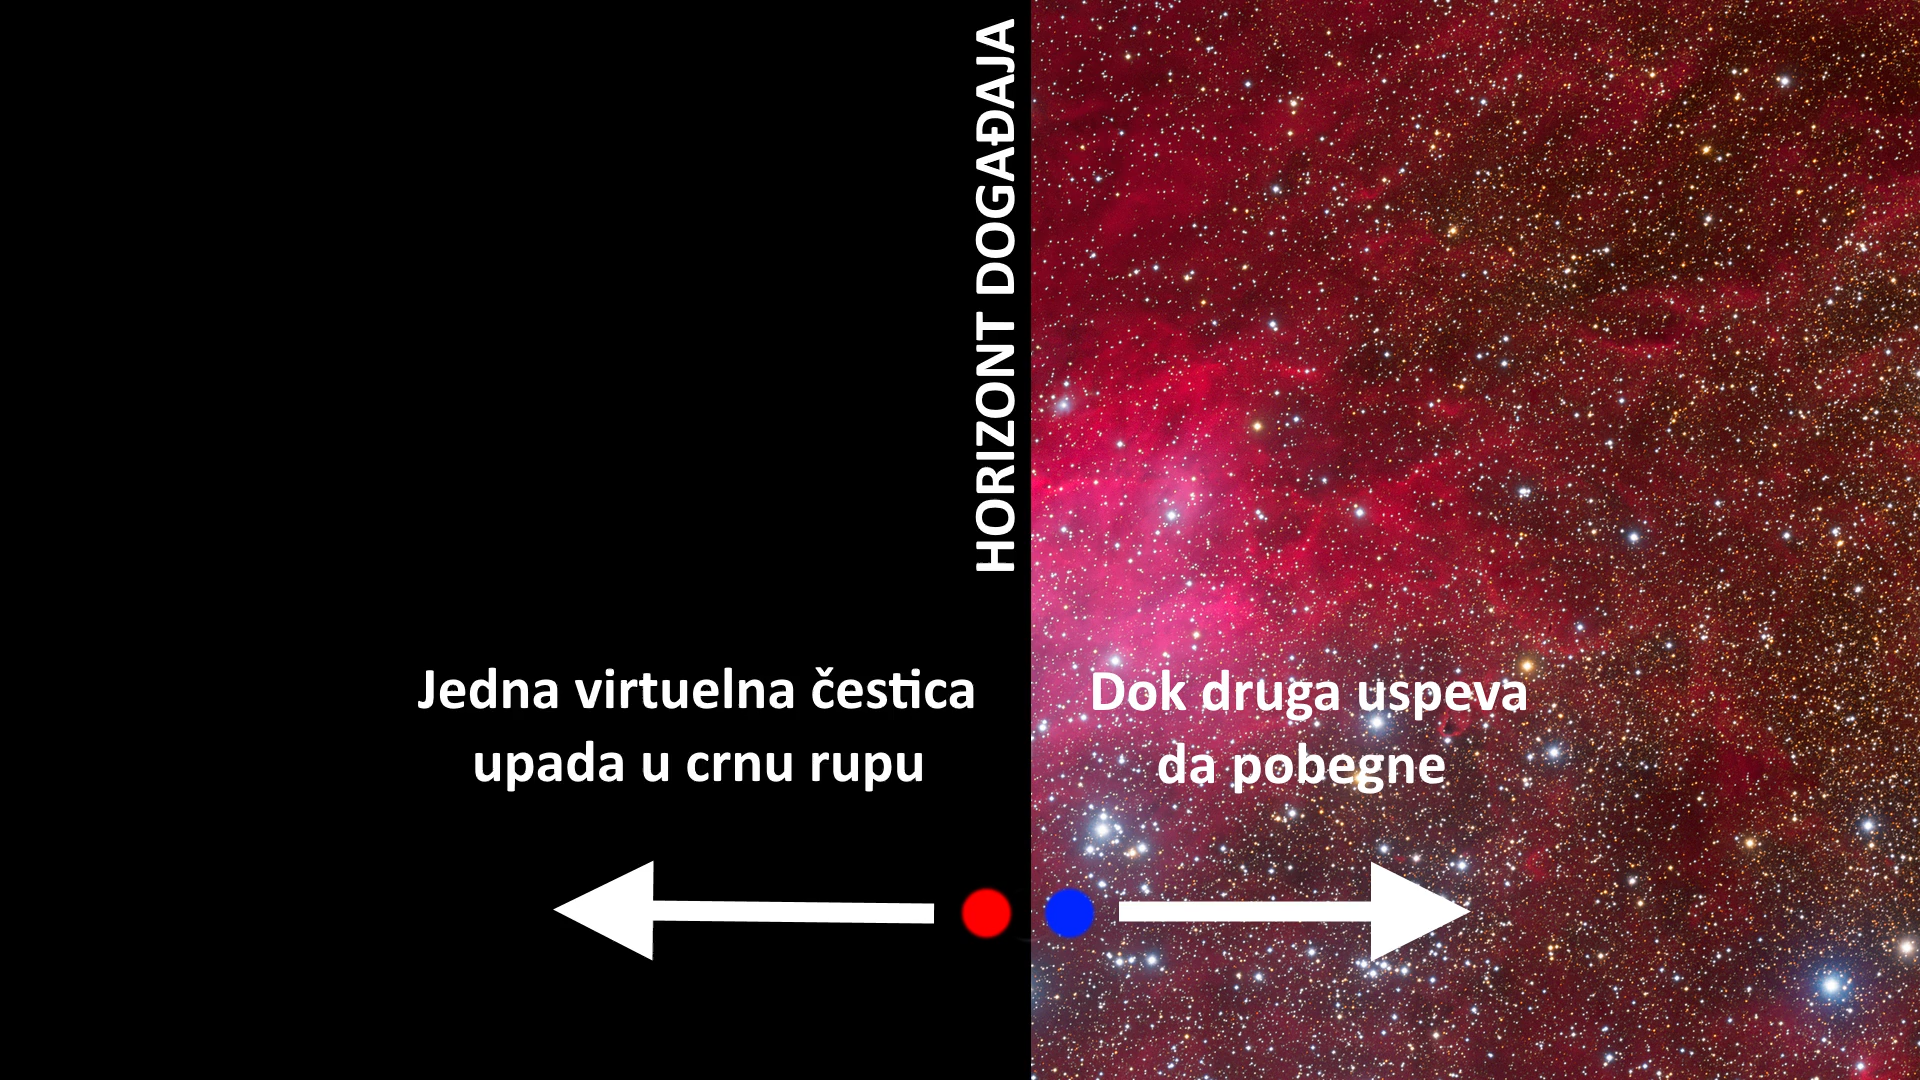 HORIZONT DOGAĐAJA
Jedna virtuelna čestica
upada u crnu rupu
Dok druga uspeva
da pobegne